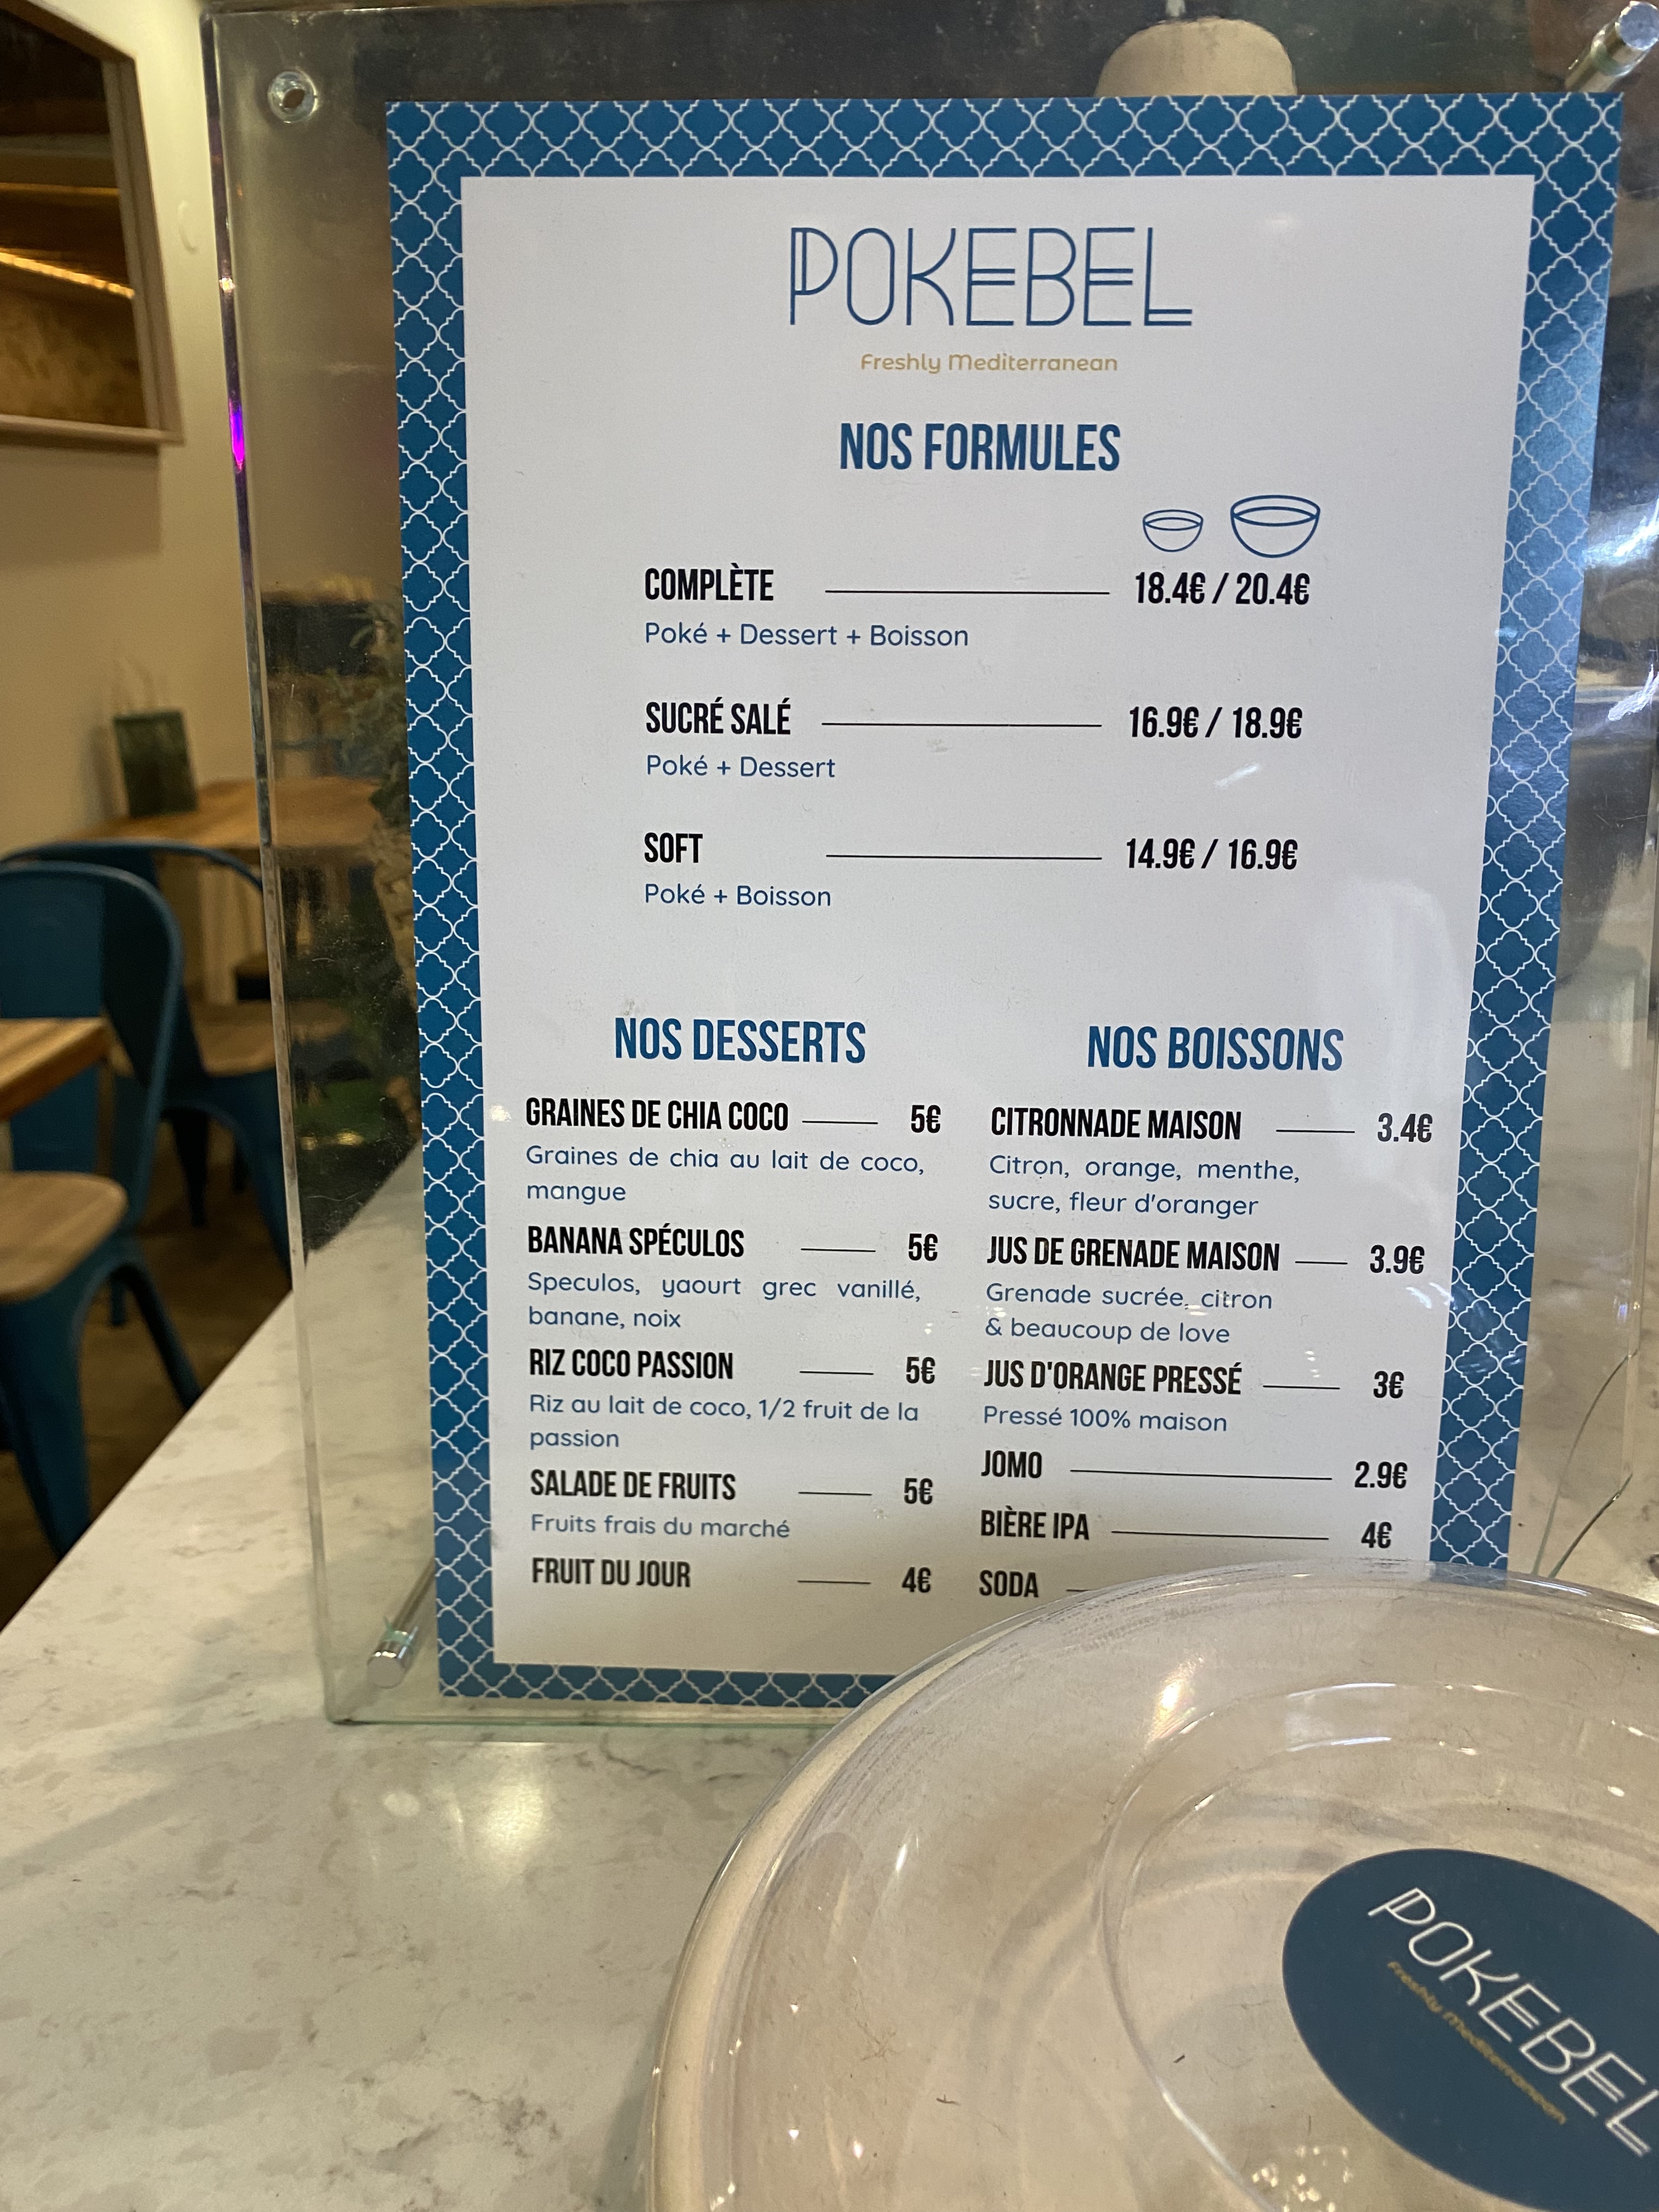 POKEBEL
Freshly Mediterranean
NOS FORMULES
COMPLÈTE 18.4€ / 20.4€
Poké + Dessert + Boisson
SUCRÉ SALÉ 16.9€ / 18.9€
Poké + Dessert
SOFT 14.9€ / 16.9€
Poké + Boisson
NOS DESSERTS
GRAINES DE CHIA COCO 5€
Graines de chia au lait de coco,
mangue
BANANA SPÉCULOS 5€
Speculos, yaourt grec vanillé,
banane, noix
RIZ COCO PASSION 5€
Riz au lait de coco, 1/2 fruit de la
passion
SALADE DE FRUITS 5€
Fruits frais du marché
FRUIT DU JOUR 4€
NOS BOISSONS
CITRONNADE MAISON 3.4€
Citron, orange, menthe,
sucre, fleur d'oranger
JUS DE GRENADE MAISON 3.9€
Grenade sucrée, citron
& beaucoup de love
JUS D'ORANGE PRESSÉ 3€
Pressé 100% maison
JOMO 2.9€
BIÈRE IPA 4€
SODA
POKEBEL
Freshly Mediterranean